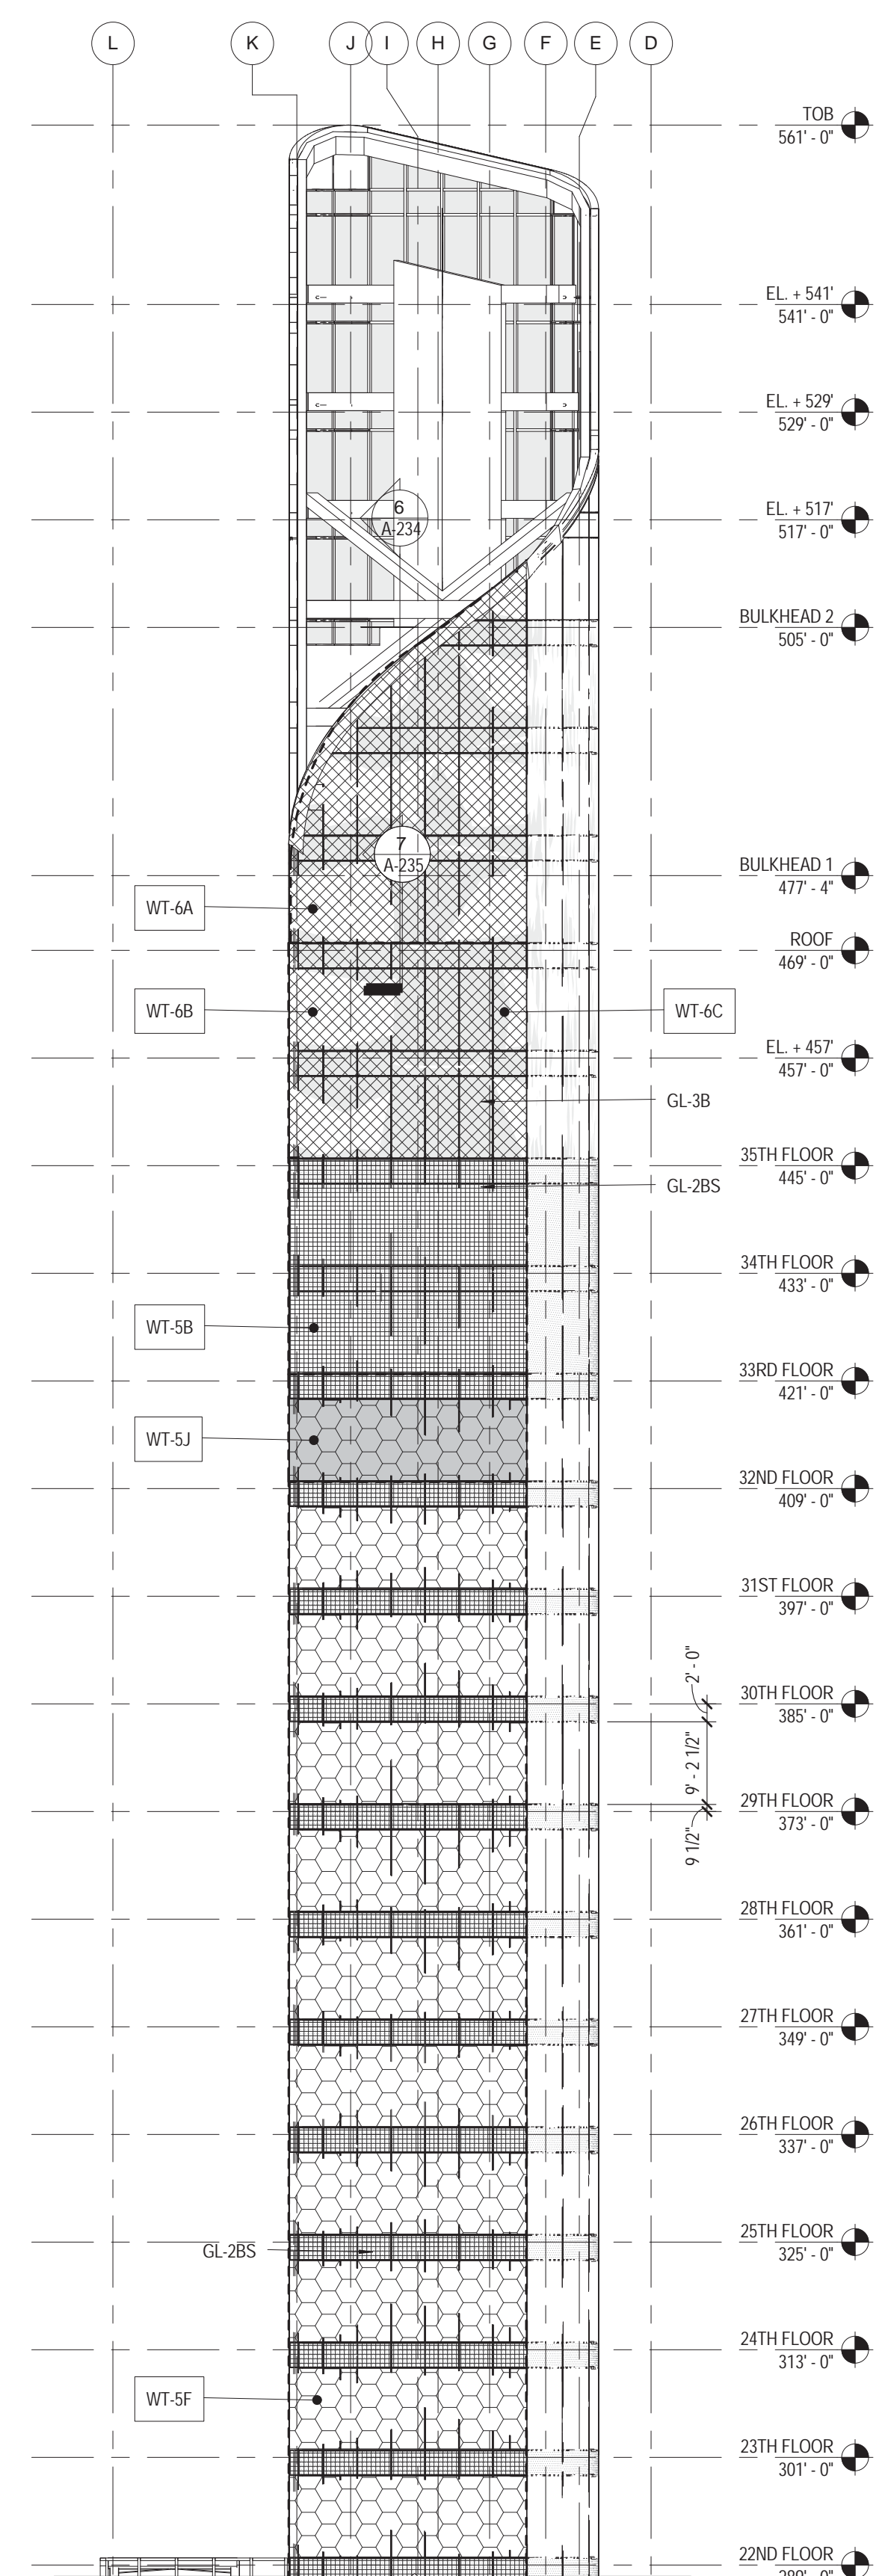 L K J I H G F E D
TOB
561' - 0"
EL. + 541'
541' - 0"
EL. + 529'
529' - 0"
6
A-234
EL. + 517'
517' - 0"
BULKHEAD 2
505' - 0"
7
A-235
BULKHEAD 1
477' - 4"
WT-6A
ROOF
469' - 0"
WT-6B
WT-6C
EL. + 457'
457' - 0"
GL-3B
35TH FLOOR
445' - 0"
GL-2BS
34TH FLOOR
433' - 0"
WT-5B
33RD FLOOR
421' - 0"
WT-5J
32ND FLOOR
409' - 0"
31ST FLOOR
397' - 0"
2' - 0"
30TH FLOOR
385' - 0"
9' - 2 1/2"
29TH FLOOR
373' - 0"
9 1/2"
28TH FLOOR
361' - 0"
27TH FLOOR
349' - 0"
26TH FLOOR
337' - 0"
25TH FLOOR
325' - 0"
GL-2BS
24TH FLOOR
313' - 0"
WT-5F
23TH FLOOR
301' - 0"
22ND FLOOR